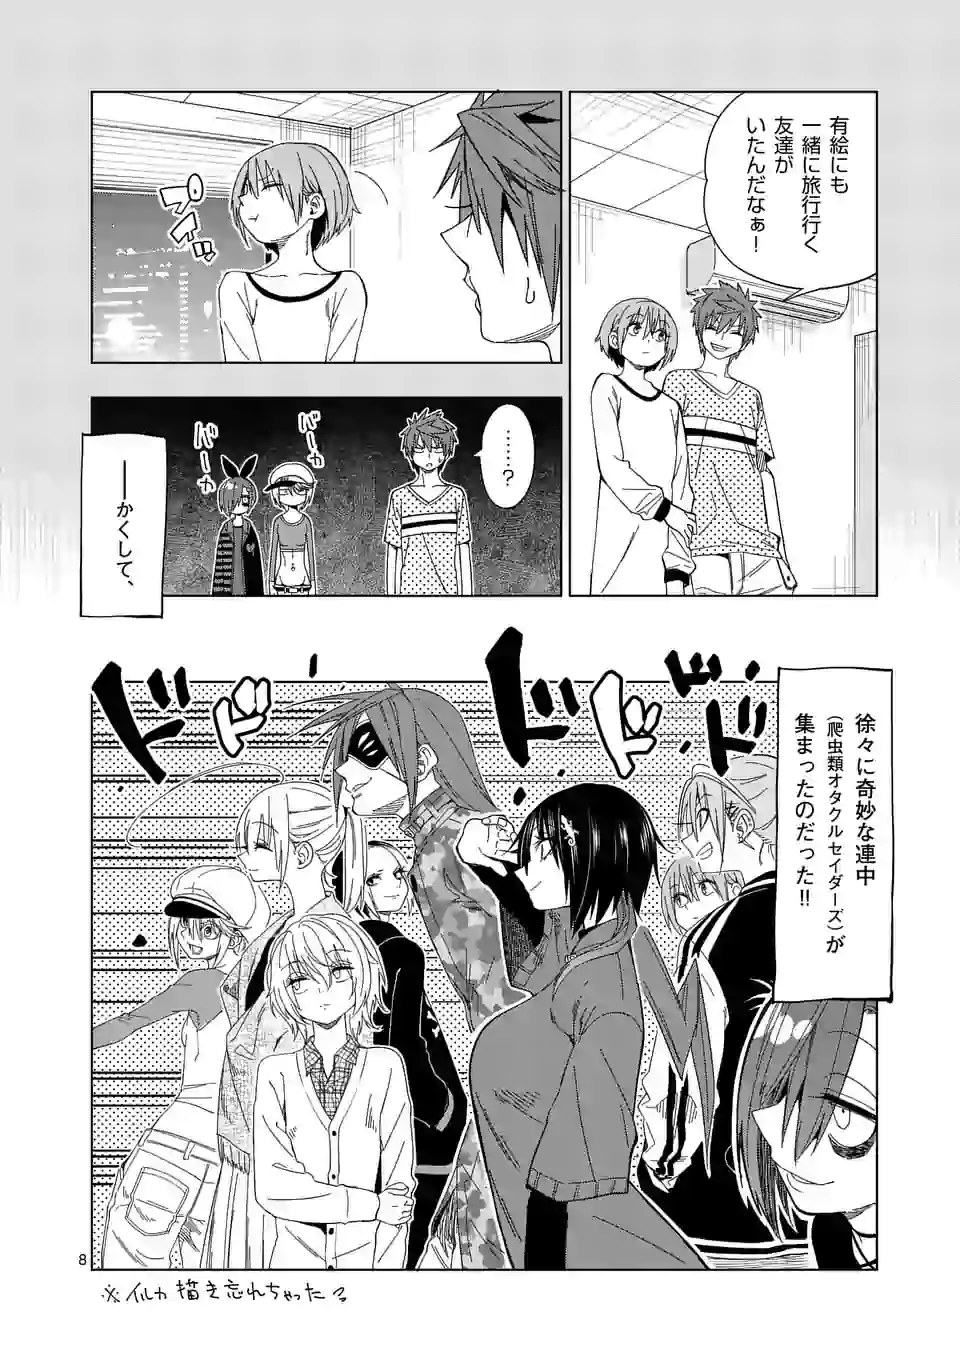 有絵にも
一緒に旅行行く
友達が
いたんだなぁ!
プイッ
……?
バーカ
バーカ
──かくして、
徐々に奇妙な連中
(爬虫類オタクルセイダーズ)が
集まったのだった!!
ドドド
ドド
ドド
8
※イルカ描き忘れちゃった